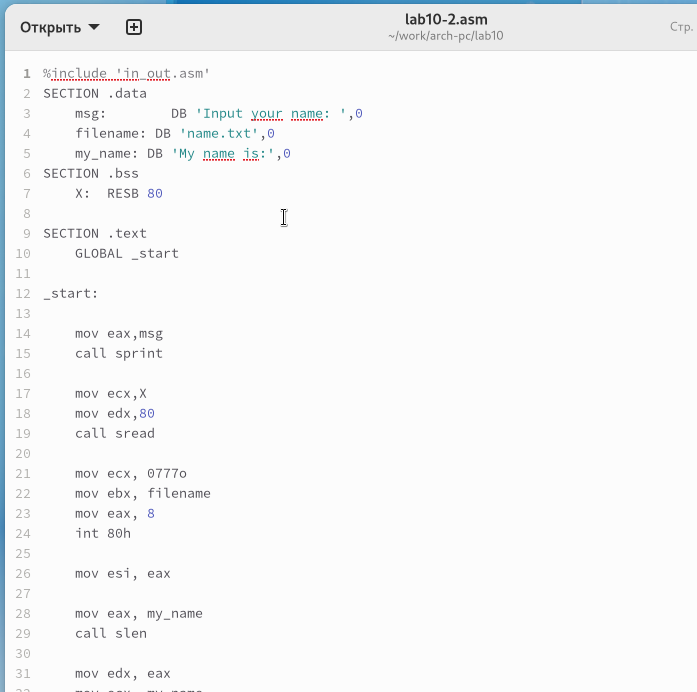 Открыть
lab10-2.asm
~/work/arch-pc/lab10
Стр.
1 %include 'in_out.asm'
2 SECTION .data
3     msg:        DB 'Input your name: ',0
4     filename: DB 'name.txt',0
5     my_name: DB 'My name is:',0
6 SECTION .bss
7     X:  RESB 80
8
9 SECTION .text
10     GLOBAL _start
11
12 _start:
13
14     mov eax,msg
15     call sprint
16
17     mov ecx,X
18     mov edx,80
19     call sread
20
21     mov ecx, 0777o
22     mov ebx, filename
23     mov eax, 8
24     int 80h
25
26     mov esi, eax
27
28     mov eax, my_name
29     call slen
30
31     mov edx, eax